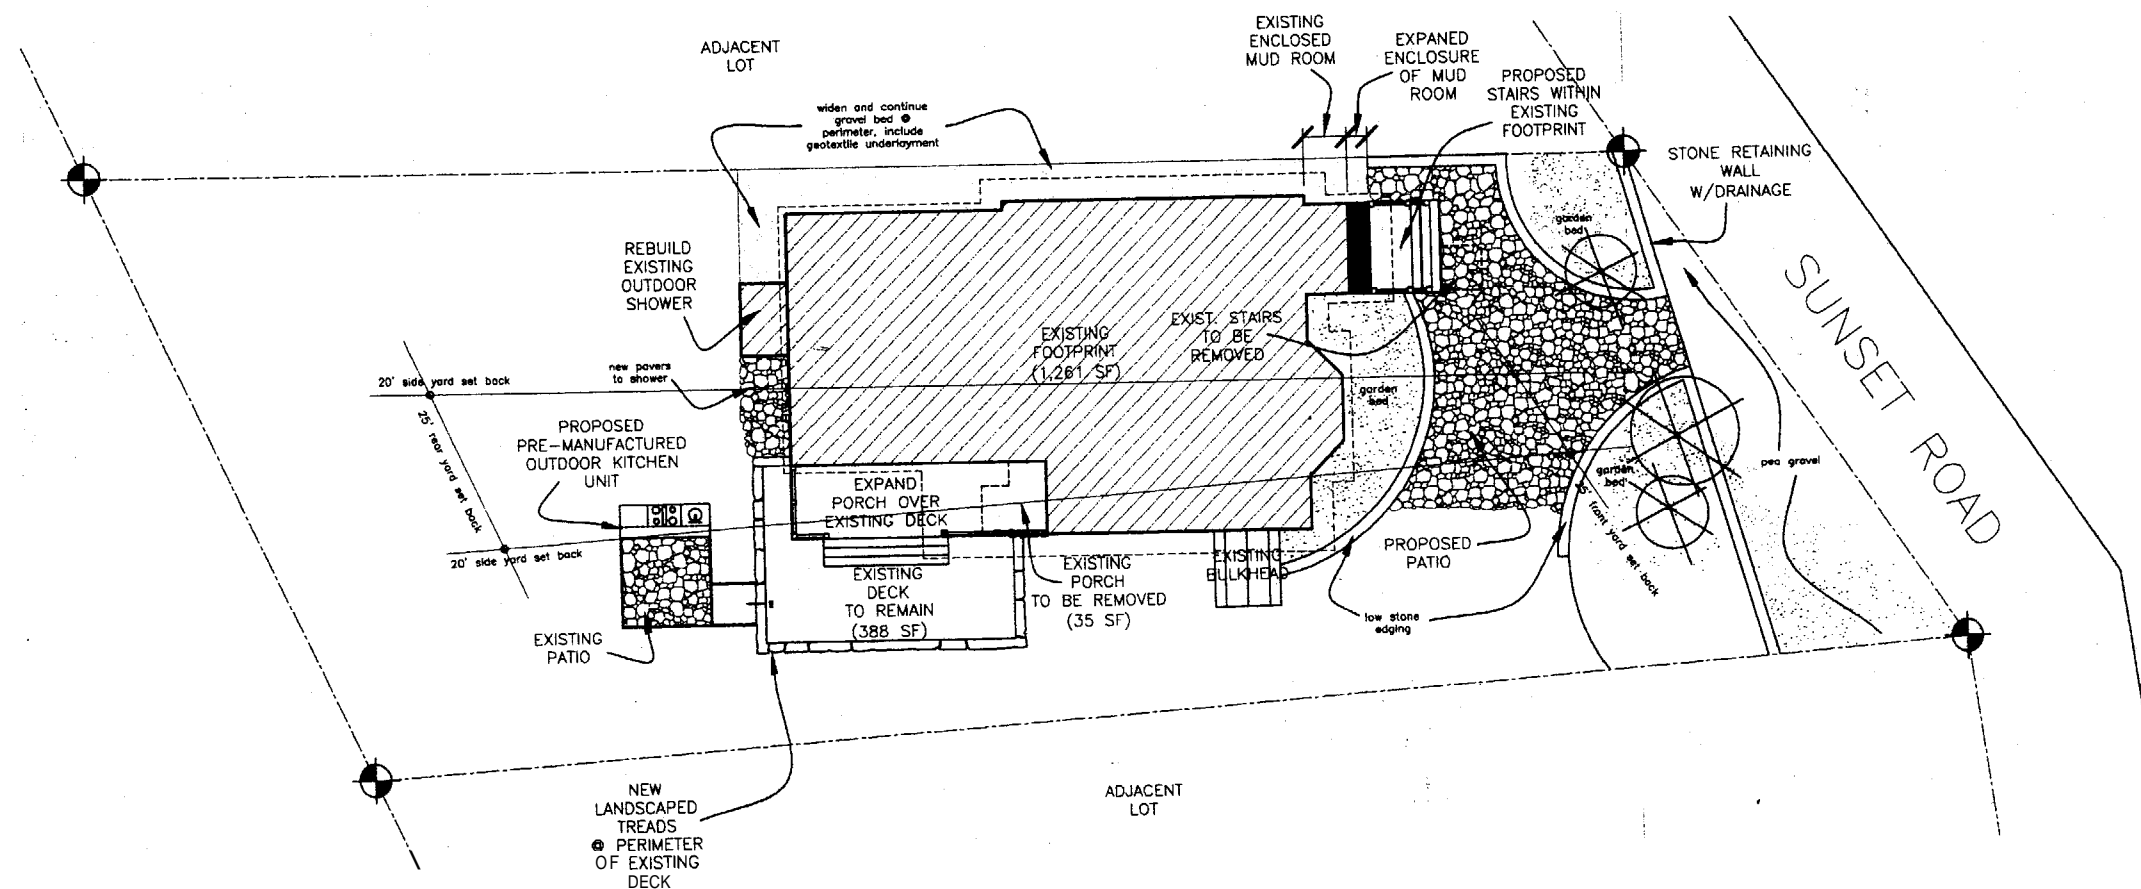 ADJACENT
LOT
EXISTING
ENCLOSED
MUD ROOM
EXPANED
ENCLOSURE
OF MUD
ROOM
PROPOSED
STAIRS WITHIN
EXISTING
FOOTPRINT
widen and continue
gravel bed @
perimeter, include
geotextile underlayment
STONE RETAINING
WALL
W/DRAINAGE
garden
bed
REBUILD
EXISTING
OUTDOOR
SHOWER
SUNSET ROAD
EXISTING
FOOTPRINT
(1,261 SF)
EXIST. STAIRS
TO BE
REMOVED
new pavers
to shower
20' side yard set back
25' rear yard set back
garden
bed
PROPOSED
PRE-MANUFACTURED
OUTDOOR KITCHEN
UNIT
EXPAND
PORCH OVER
EXISTING DECK
garden
bed
pea gravel
20' side yard set back
front yard set back
PROPOSED
PATIO
EXISTING
BULKHEAD
EXISTING
PORCH
TO BE REMOVED
(35 SF)
EXISTING
DECK
TO REMAIN
(388 SF)
low stone
edging
EXISTING
PATIO
NEW
LANDSCAPED
TREADS
@ PERIMETER
OF EXISTING
DECK
ADJACENT
LOT